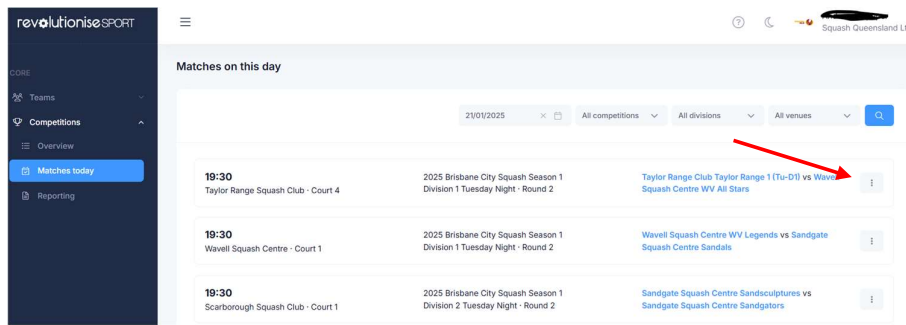 revolutioniseSPORT
Squash Queensland Lt
Matches on this day
CORE
Teams
Competitions
Overview
Matches today
Reporting
21/01/2025
All competitions
All divisions
All venues
19:30
Taylor Range Squash Club · Court 4
2025 Brisbane City Squash Season 1
Division 1 Tuesday Night · Round 2
Taylor Range Club Taylor Range 1 (Tu-D1) vs
Squash Centre WV All Stars
19:30
Wavell Squash Centre · Court 1
2025 Brisbane City Squash Season 1
Division 1 Tuesday Night · Round 2
Wavell Squash Centre WV Legends vs Sandgate
Squash Centre Sandals
19:30
Scarborough Squash Club · Court 1
2025 Brisbane City Squash Season 1
Division 2 Tuesday Night · Round 2
Sandgate Squash Centre Sandsculptures vs
Sandgate Squash Centre Sandgators